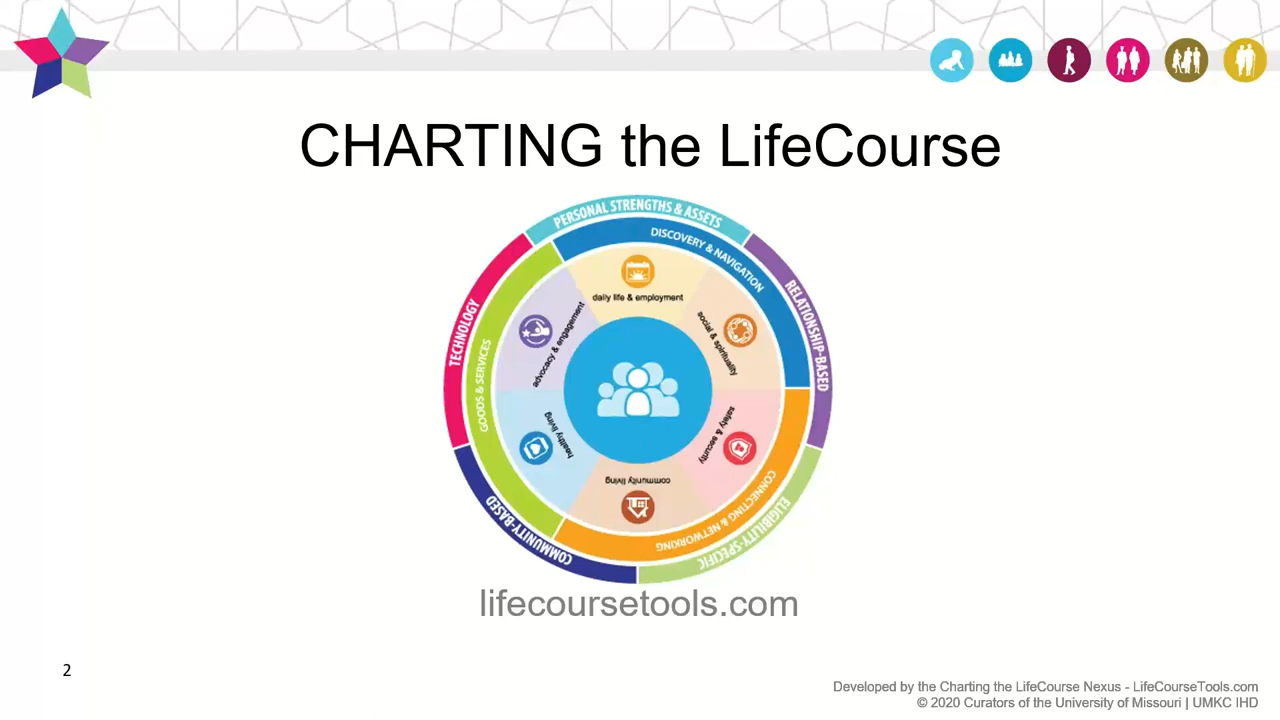 CHARTING the LifeCourse
PERSONAL STRENGTHS & ASSETS
DISCOVERY & NAVIGATION
daily life & employment
TECHNOLOGY
RELATIONSHIP-BASED
GOODS & SERVICES
advocacy & engagement
social & spirituality
healthy living
safety & security
community living
CONNECTING & NETWORKING
COMMUNITY-BASED
ELIGIBILITY-SPECIFIC
lifecoursetools.com
2
Developed by the Charting the LifeCourse Nexus - LifeCourseTools.com
© 2020 Curators of the University of Missouri | UMKC IHD